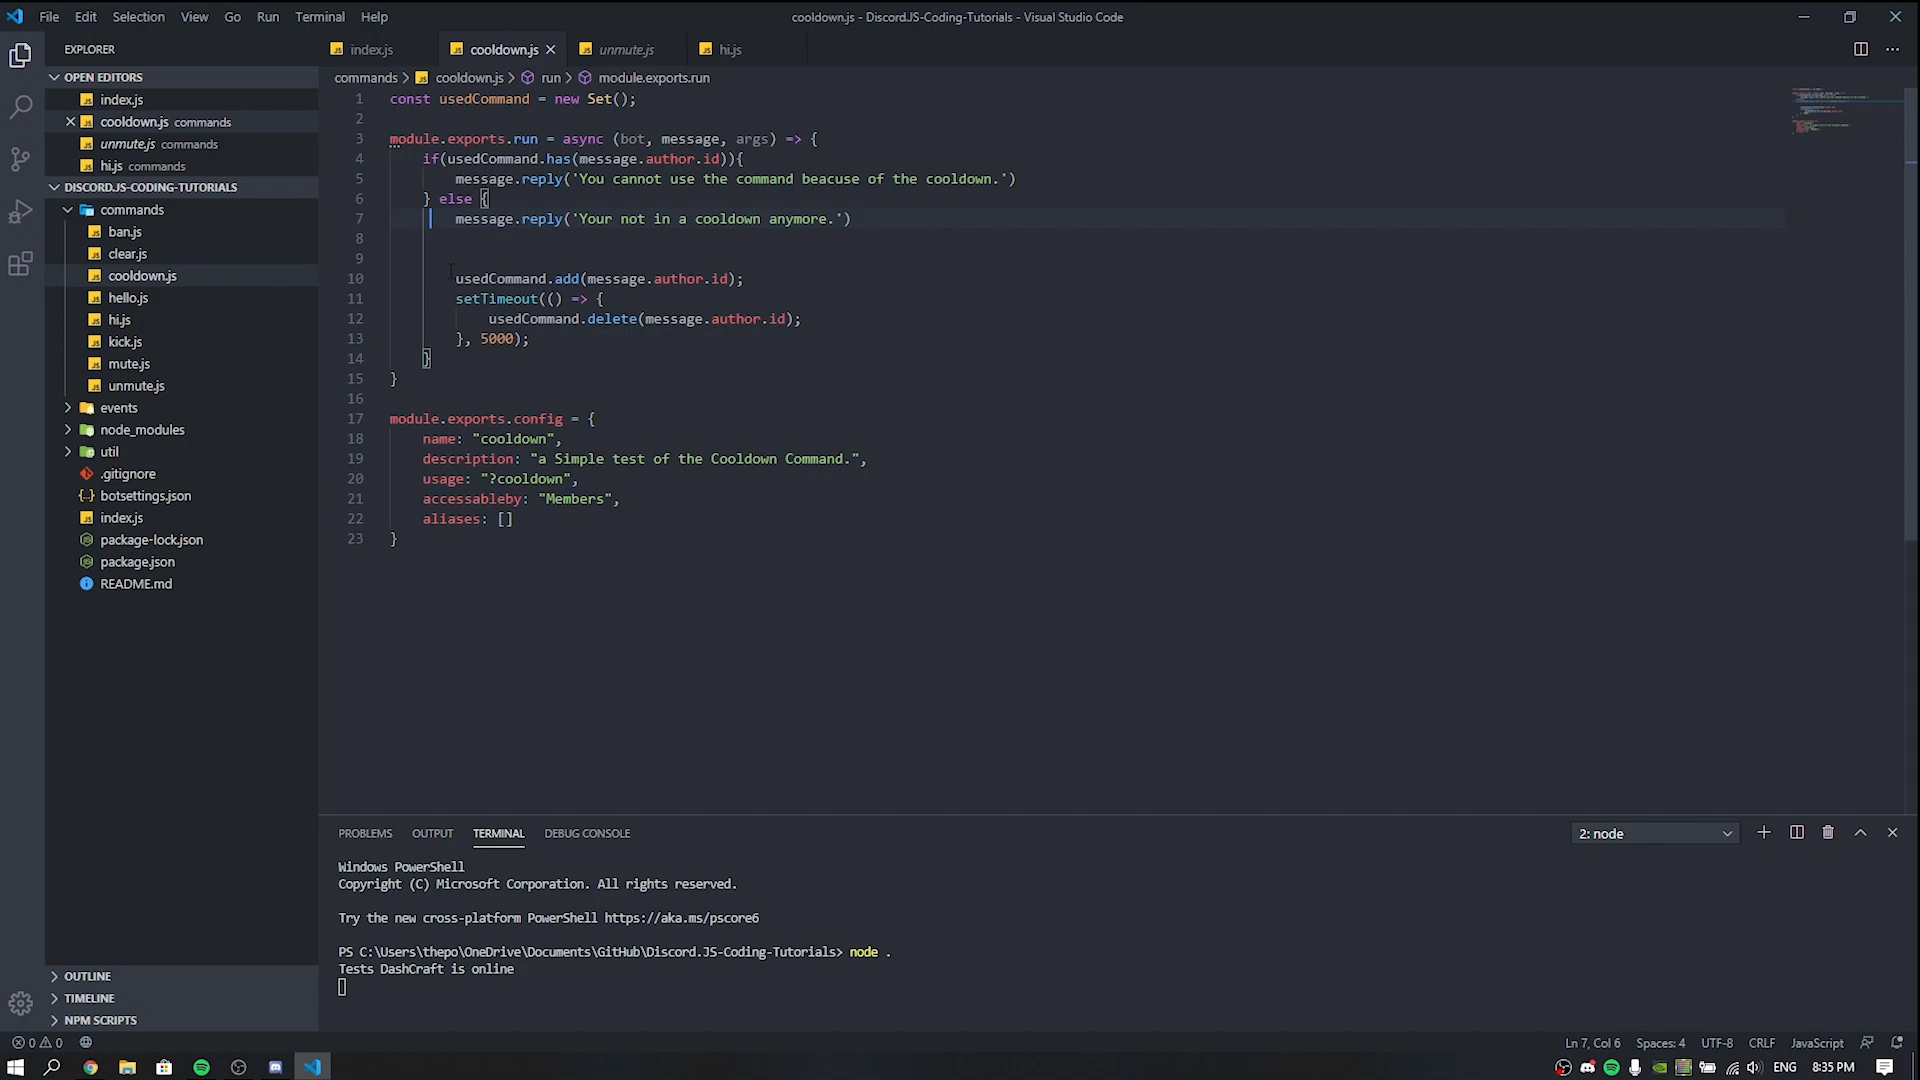 File Edit Selection View Go Run Terminal Help
cooldown.js - Discord.JS-Coding-Tutorials - Visual Studio Code
EXPLORER
OPEN EDITORS
index.js
cooldown.js commands
unmute.js commands
hi.js commands
DISCORD.JS-CODING-TUTORIALS
commands
ban.js
clear.js
cooldown.js
hello.js
hi.js
kick.js
mute.js
unmute.js
events
node_modules
util
.gitignore
botsettings.json
index.js
package-lock.json
package.json
README.md
OUTLINE
TIMELINE
NPM SCRIPTS
index.js cooldown.js unmute.js hi.js
commands > cooldown.js > run > module.exports.run
1 const usedCommand = new Set();
2
3 module.exports.run = async (bot, message, args) => {
4 if(usedCommand.has(message.author.id)){
5 message.reply('You cannot use the command beacuse of the cooldown.')
6 } else {
7 message.reply('Your not in a cooldown anymore.')
8
9
10 usedCommand.add(message.author.id);
11 setTimeout(() => {
12 usedCommand.delete(message.author.id);
13 }, 5000);
14 }
15 }
16
17 module.exports.config = {
18 name: "cooldown",
19 description: "a Simple test of the Cooldown Command.",
20 usage: "?cooldown",
21 accessableby: "Members",
22 aliases: []
23 }
PROBLEMS OUTPUT TERMINAL DEBUG CONSOLE
2: node
Windows PowerShell
Copyright (C) Microsoft Corporation. All rights reserved.
Try the new cross-platform PowerShell https://aka.ms/pscore6
PS C:\Users\thepo\OneDrive\Documents\GitHub\Discord.JS-Coding-Tutorials> node .
Tests DashCraft is online
0 0
Ln 7, Col 6 Spaces: 4 UTF-8 CRLF JavaScript
ENG 8:35 PM